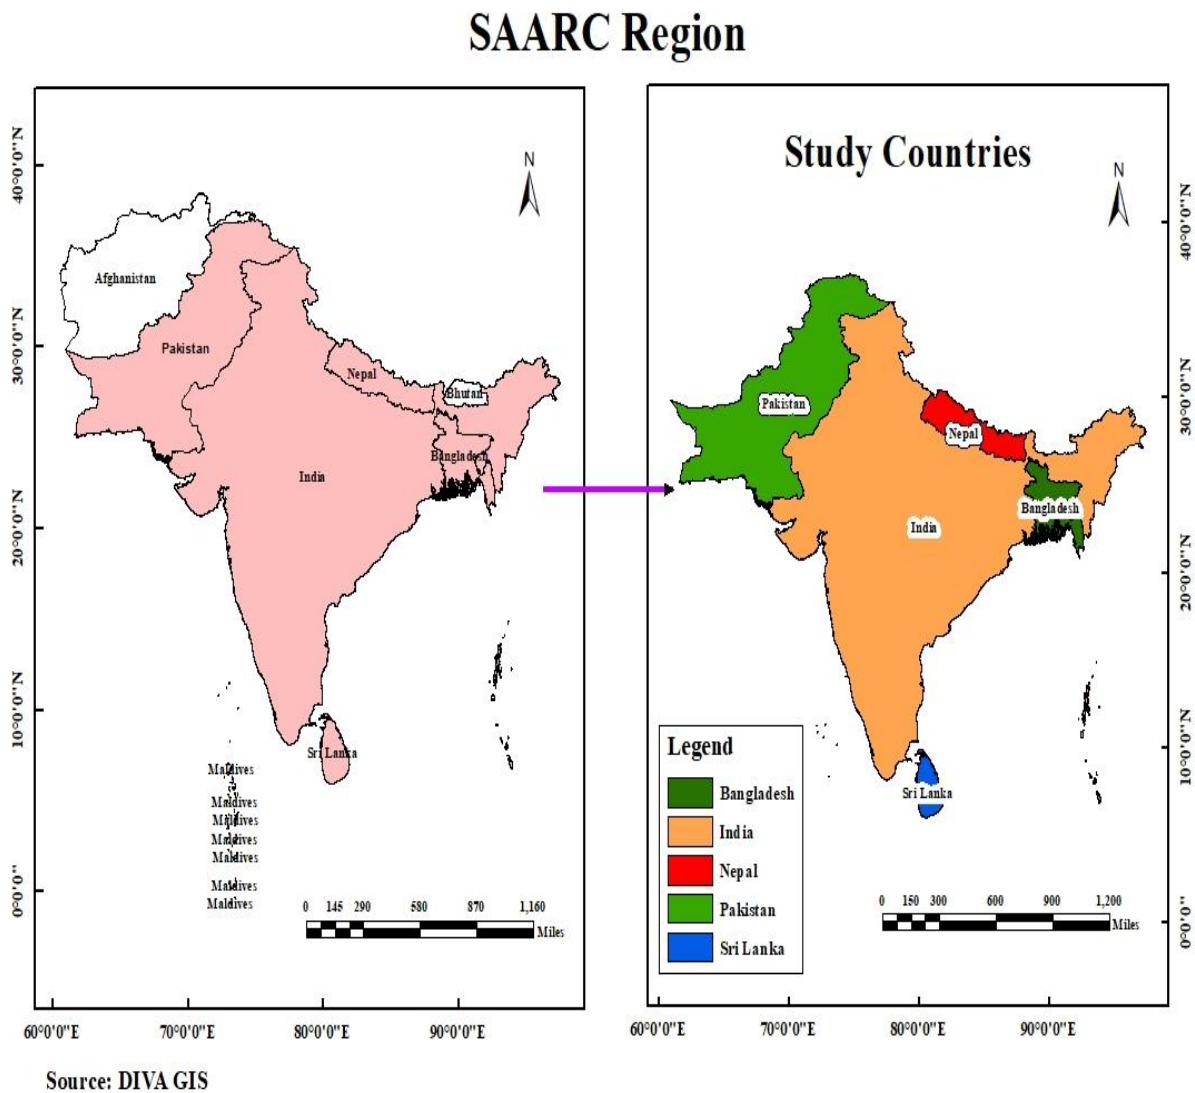 SAARC Region
N
40°0'0"N
30°0'0"N
20°0'0"N
10°0'0"N
0°0'0"
Afghanistan
Pakistan
Nepal
Bhutan
Bangladesh
India
Sri Lanka
Maldives
Maldives
Maldives
Maldives
Maldives
Maldives
Maldives
0 145 290 580 870 1,160
Miles
60°0'0"E 70°0'0"E 80°0'0"E 90°0'0"E
Study Countries
N
40°0'0"N
30°0'0"N
20°0'0"N
10°0'0"N
0°0'0"
Pakistan
Nepal
Bangladesh
India
Sri Lanka
Legend
Bangladesh
India
Nepal
Pakistan
Sri Lanka
0 150 300 600 900 1,200
Miles
60°0'0"E 70°0'0"E 80°0'0"E 90°0'0"E
Source: DIVA GIS